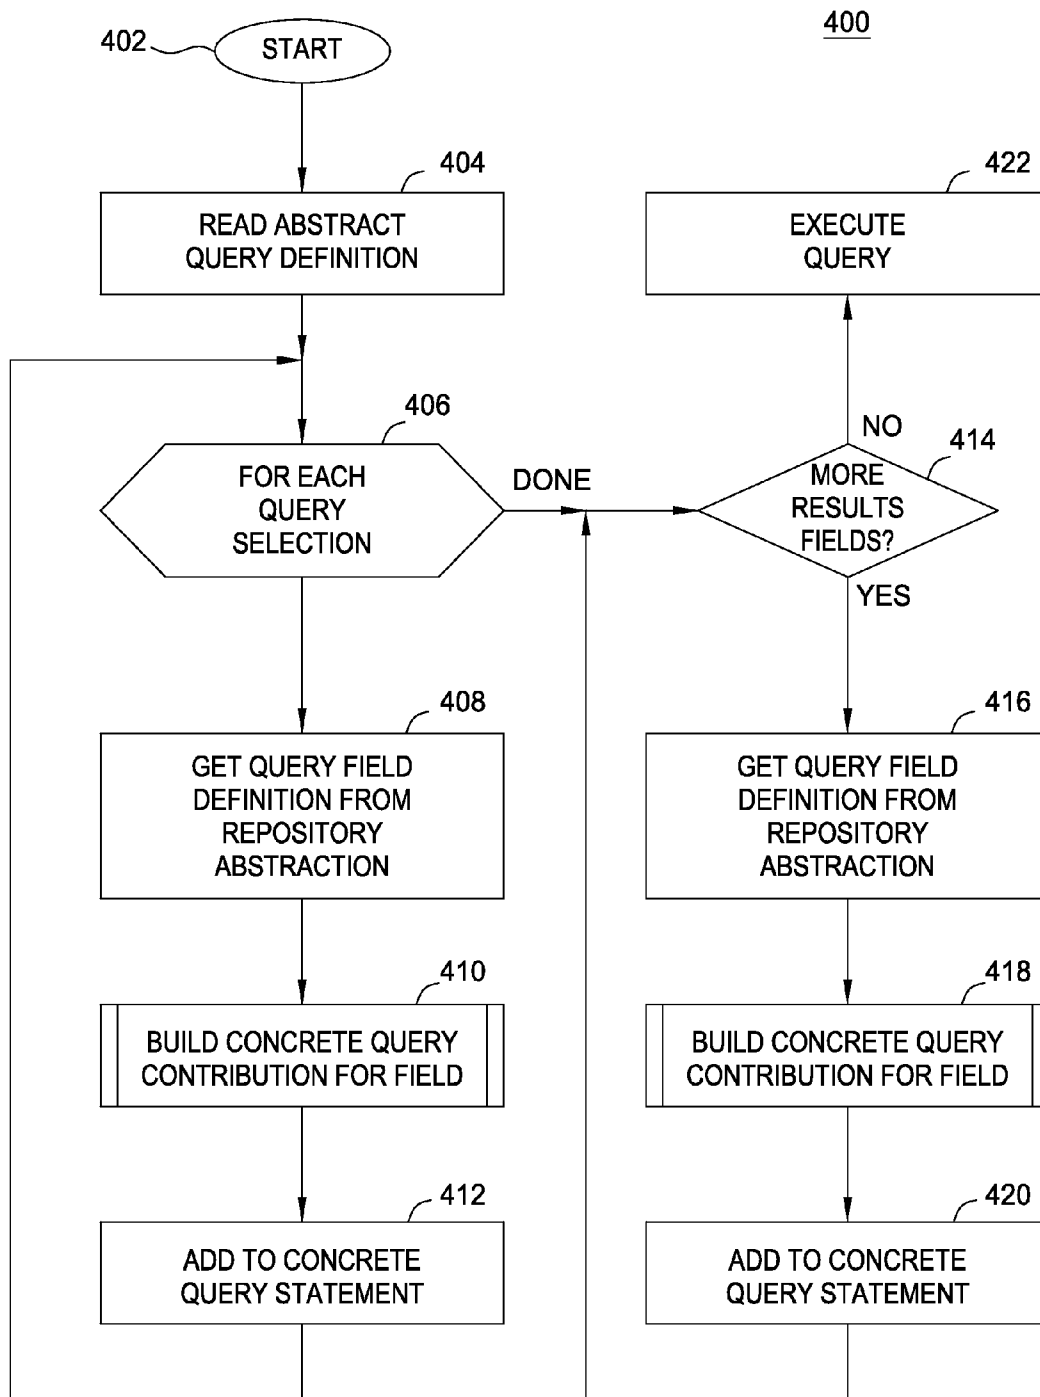 400
402
START
404
READ ABSTRACT
QUERY DEFINITION
406
FOR EACH
QUERY
SELECTION
DONE
408
GET QUERY FIELD
DEFINITION FROM
REPOSITORY
ABSTRACTION
410
BUILD CONCRETE QUERY
CONTRIBUTION FOR FIELD
412
ADD TO CONCRETE
QUERY STATEMENT
422
EXECUTE
QUERY
NO
414
MORE
RESULTS
FIELDS?
YES
416
GET QUERY FIELD
DEFINITION FROM
REPOSITORY
ABSTRACTION
418
BUILD CONCRETE QUERY
CONTRIBUTION FOR FIELD
420
ADD TO CONCRETE
QUERY STATEMENT